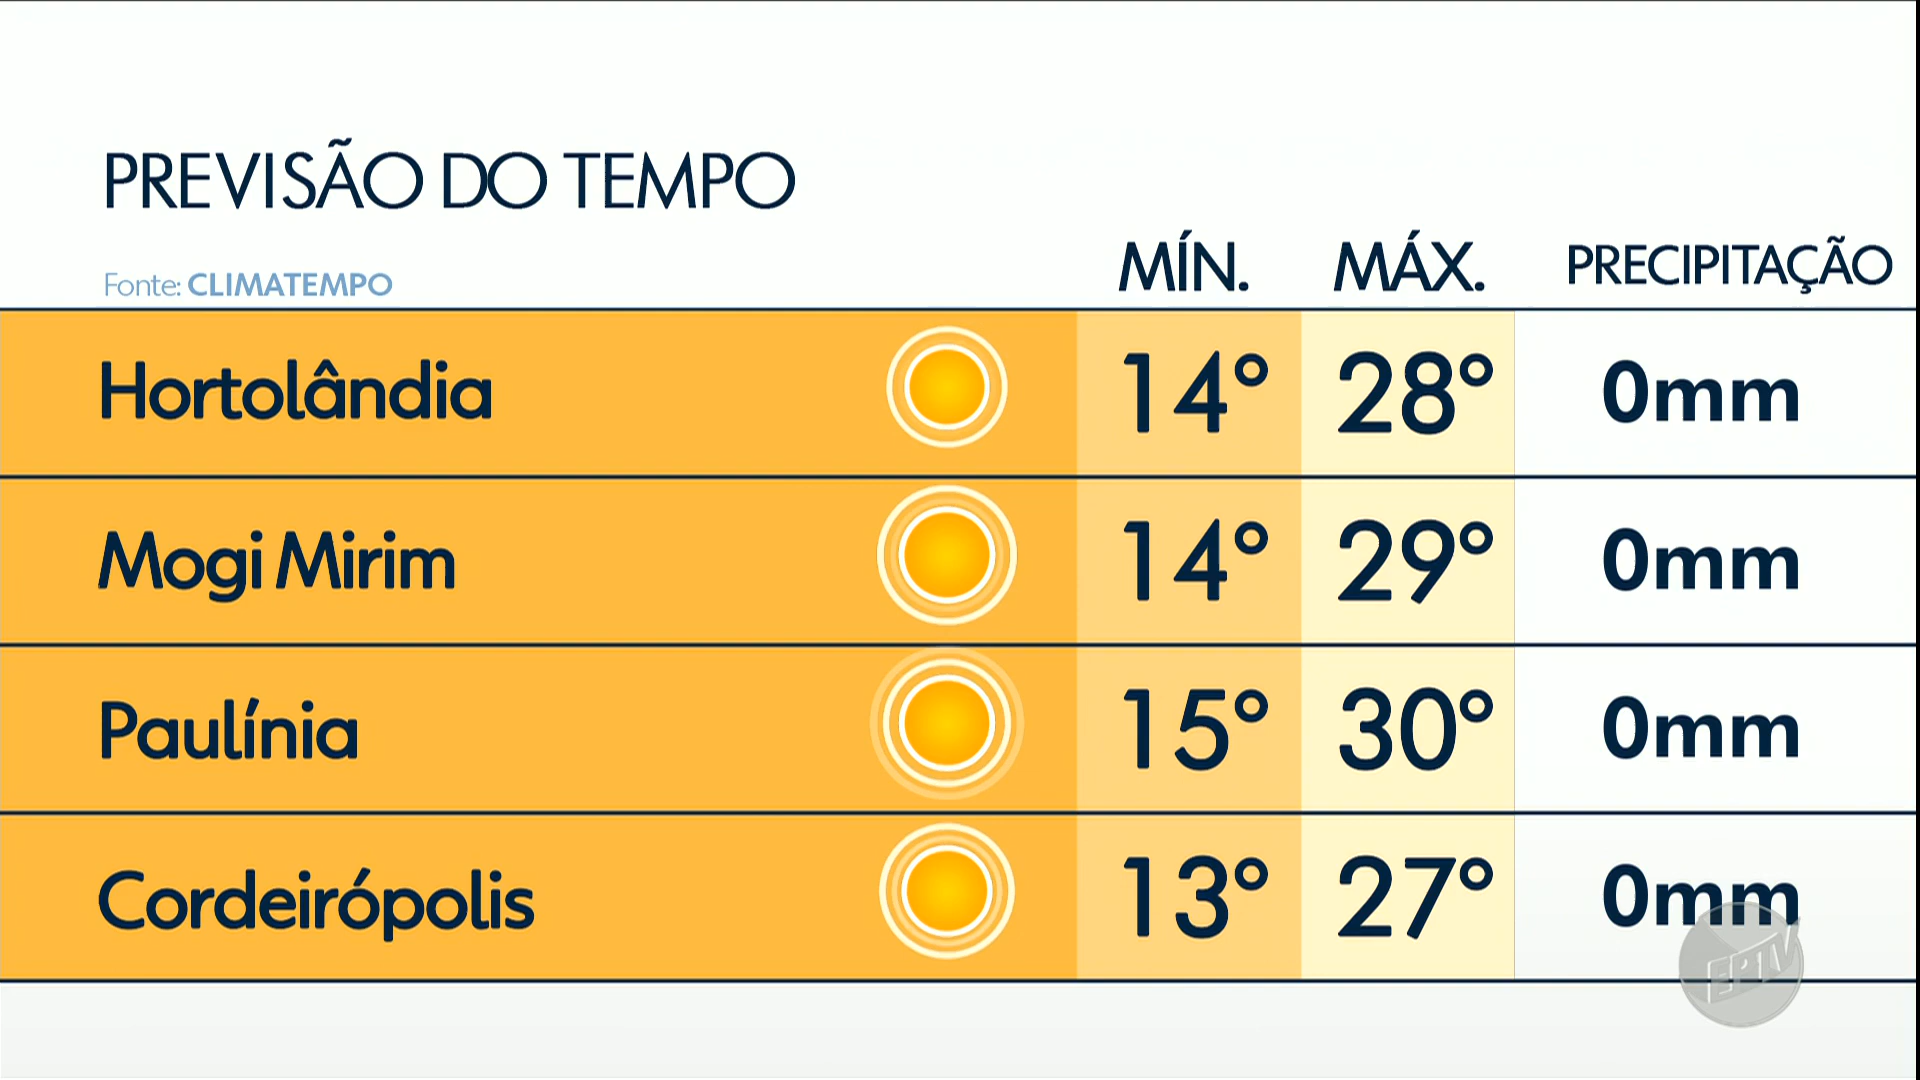 PREVISÃO DO TEMPO
Fonte: CLIMATEMPO
MÍN. MÁX. PRECIPITAÇÃO
Hortolândia 14° 28° 0mm
Mogi Mirim 14° 29° 0mm
Paulínia 15° 30° 0mm
Cordeirópolis 13° 27° 0mm
EPTV